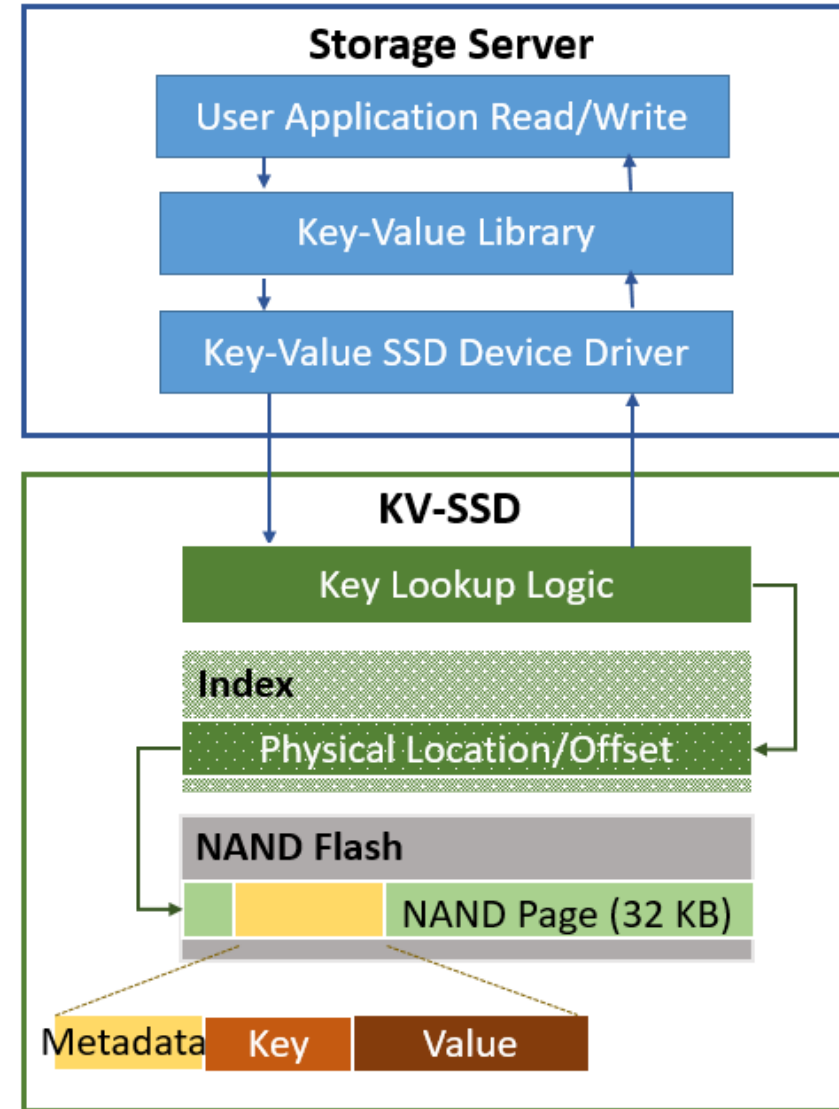 Storage Server
User Application Read/Write
Key-Value Library
Key-Value SSD Device Driver
KV-SSD
Key Lookup Logic
Index
Physical Location/Offset
NAND Flash
NAND Page (32 KB)
Metadata Key Value